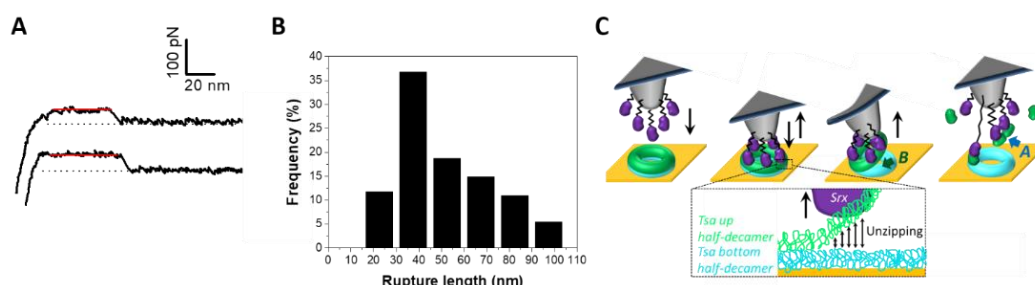 A
100 pN
20 nm
B
Frequency (%)
40
35
30
25
20
15
10
5
0
0 10 20 30 40 50 60 70 80 90 100 110
Rupture length (nm)
C
B
A
Srx
Tsa up
half-decamer
Unzipping
Tsa bottom
half-decamer